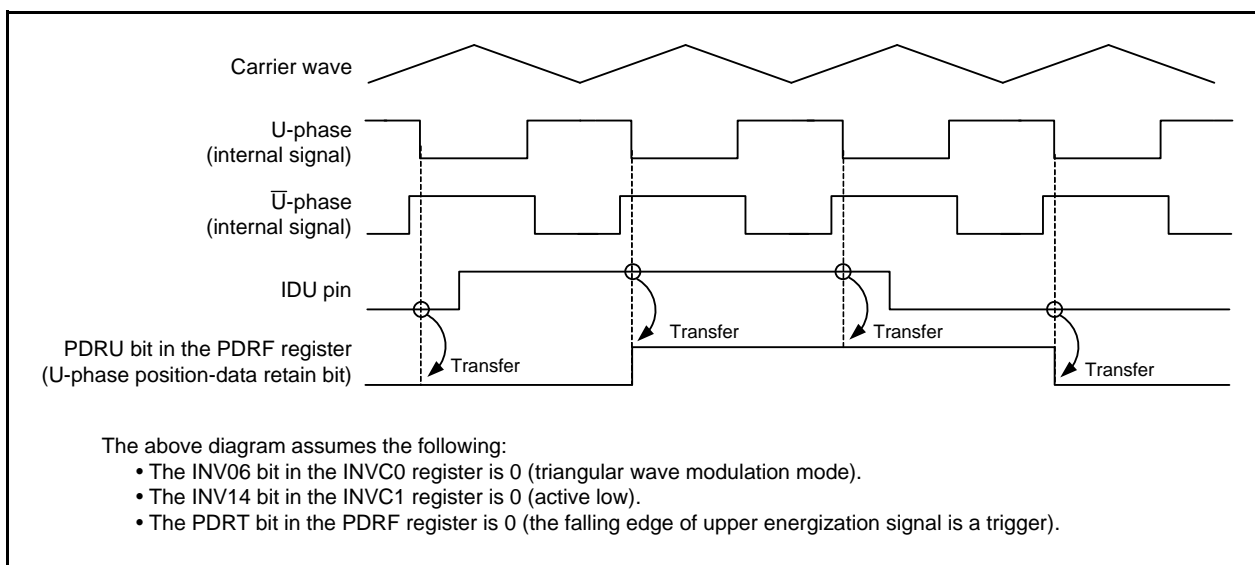 Carrier wave
U-phase
(internal signal)
U̅-phase
(internal signal)
IDU pin
Transfer
Transfer
PDRU bit in the PDRF register
(U-phase position-data retain bit)
Transfer
Transfer
The above diagram assumes the following:
• The INV06 bit in the INVC0 register is 0 (triangular wave modulation mode).
• The INV14 bit in the INVC1 register is 0 (active low).
• The PDRT bit in the PDRF register is 0 (the falling edge of upper energization signal is a trigger).